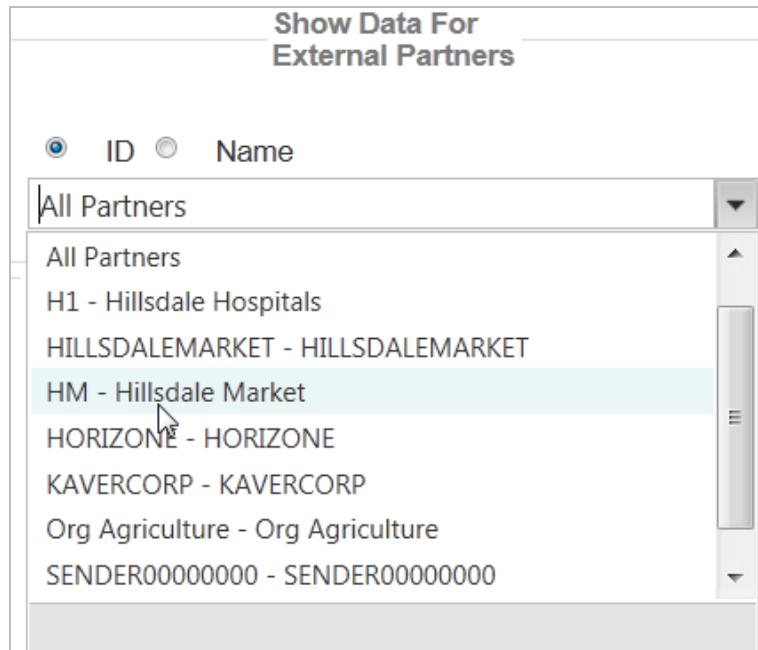 Show Data For
External Partners
ID Name
All Partners
All Partners
H1 - Hillsdale Hospitals
HILLSDALEMARKET - HILLSDALEMARKET
HM - Hillsdale Market
HORIZONE - HORIZONE
KAVERCORP - KAVERCORP
Org Agriculture - Org Agriculture
SENDER00000000 - SENDER00000000